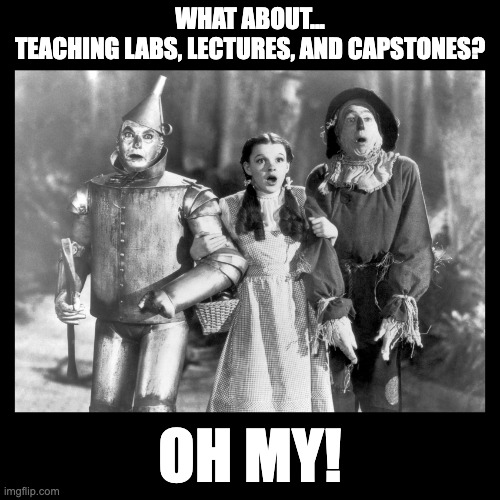 WHAT ABOUT...
TEACHING LABS, LECTURES, AND CAPSTONES?
OH MY!
imgflip.com